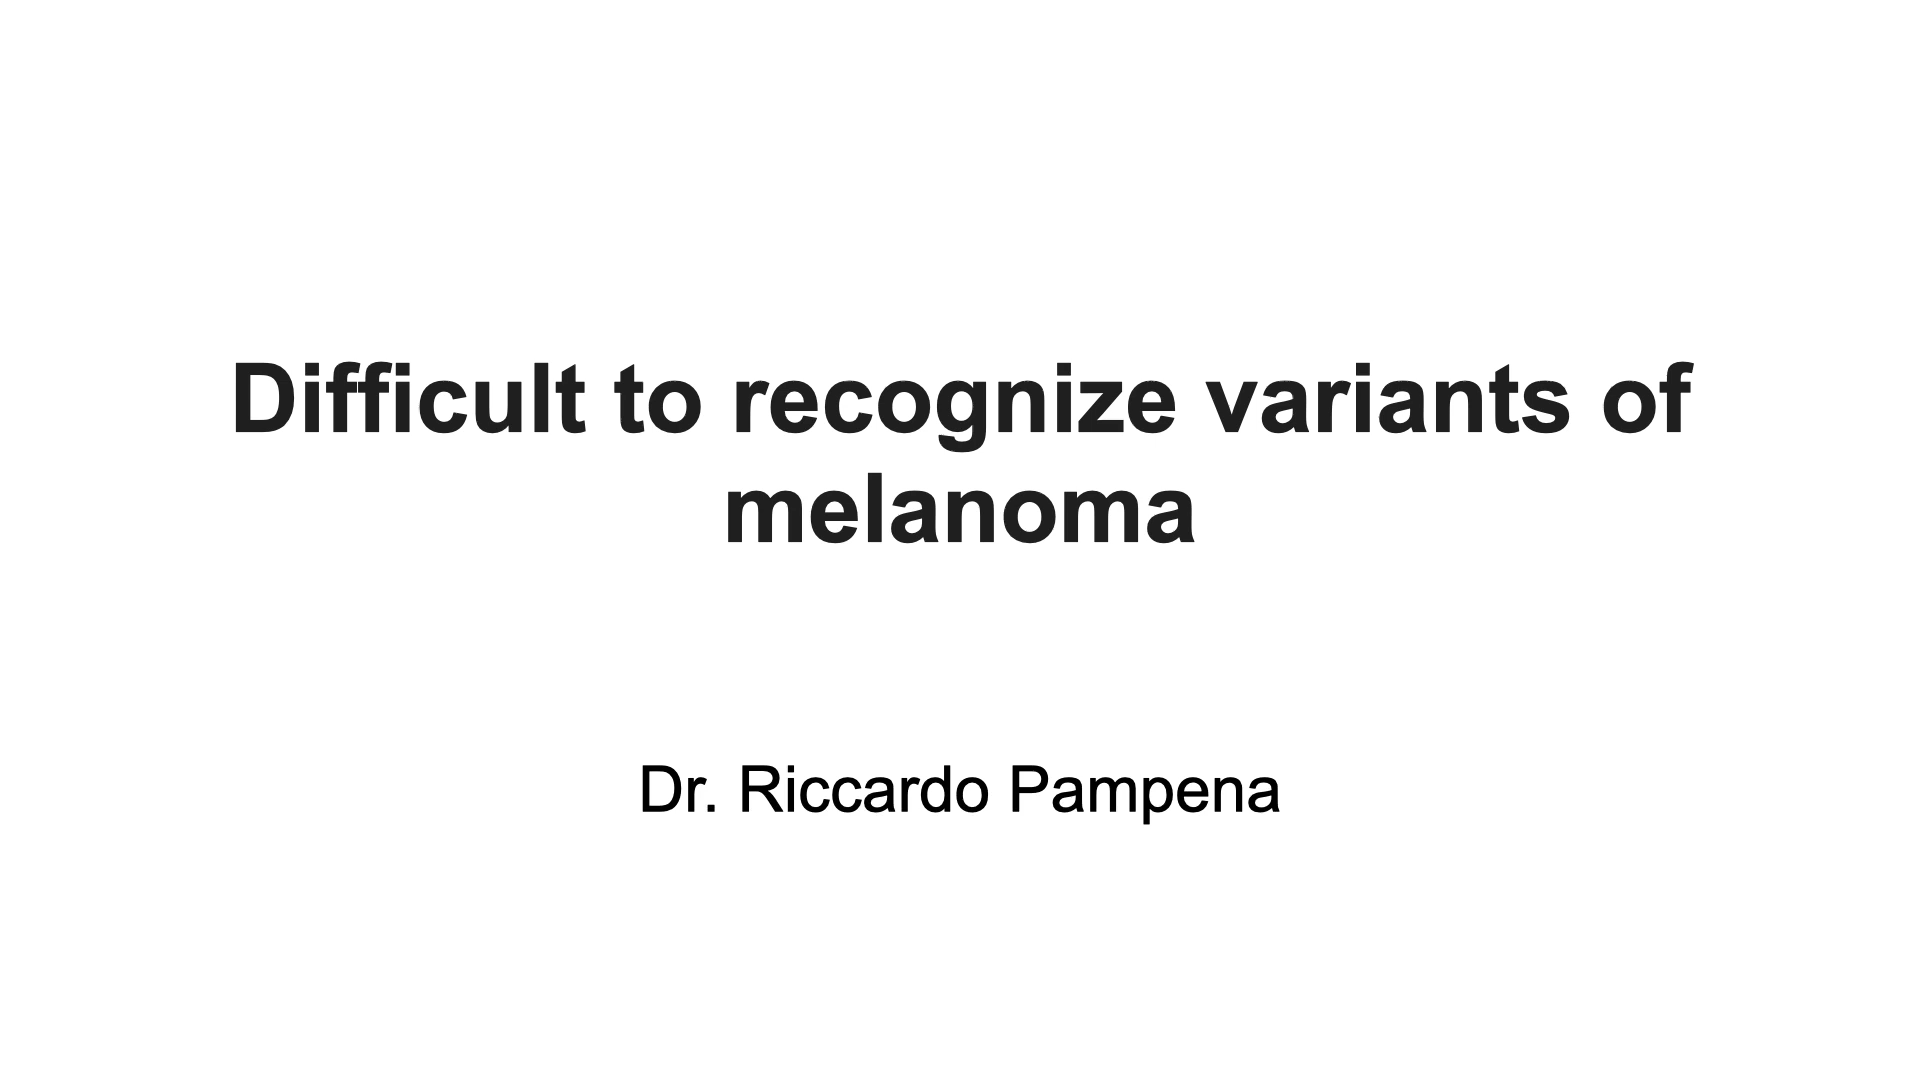 Difficult to recognize variants of
melanoma
Dr. Riccardo Pampena